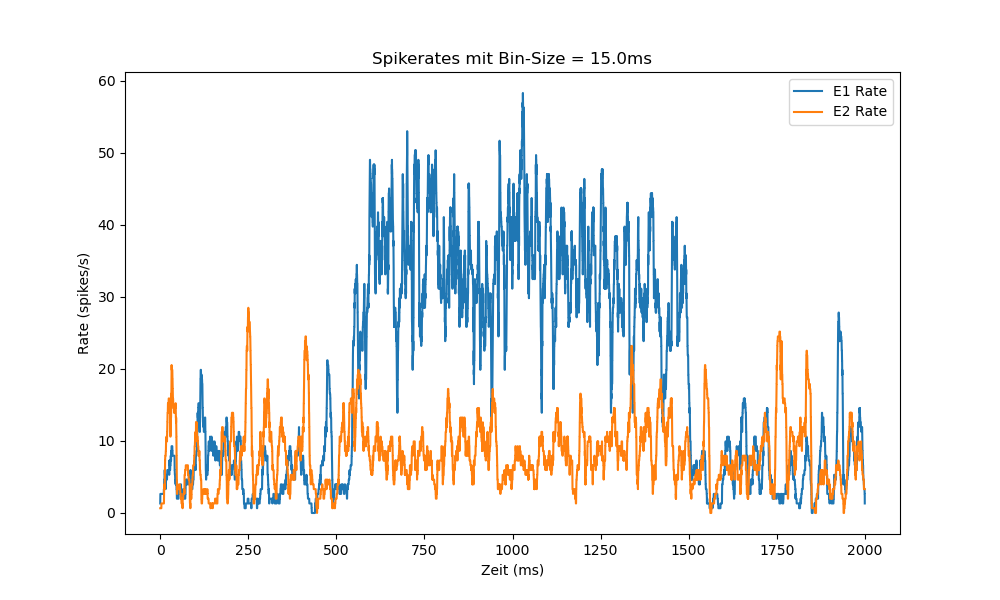 Spikerates mit Bin-Size = 15.0ms
E1 Rate
E2 Rate
Rate (spikes/s)
60
50
40
30
20
10
0
0 250 500 750 1000 1250 1500 1750 2000
Zeit (ms)